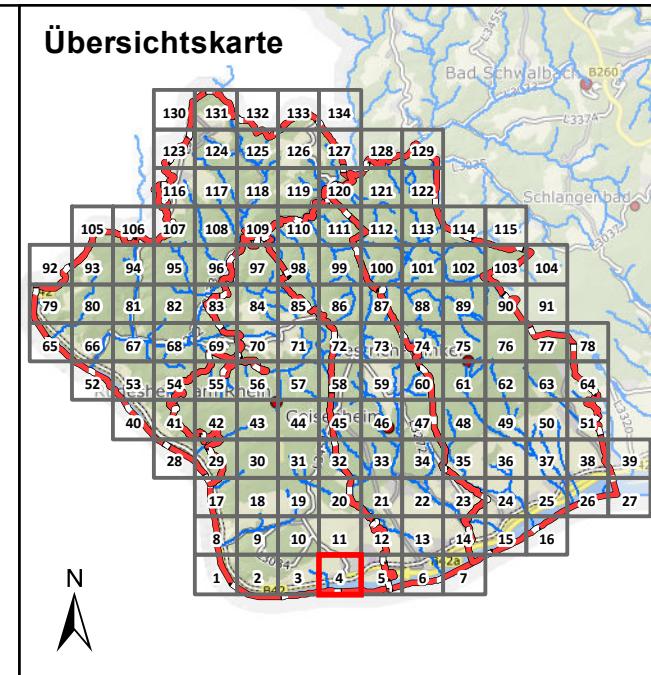 Übersichtskarte
L3455
Bad Schwalbach
B260
L3374
130 131 132 133 134
123 124 125 126 127 128 129
L3035
116 117 118 119 120 121 122
Schlangenbad
105 106 107 108 109 110 111 112 113 114 115
L3037
92 93 94 95 96 97 98 99 100 101 102 103 104
79 80 81 82 83 84 85 86 87 88 89 90 91
65 66 67 68 69 70 71 72 73 74 75 76 77 78
52 53 54 55 56 57 58 59 60 61 62 63 64
Geisenheim
L3320
40 41 42 43 44 45 46 47 48 49 50 51
28 29 30 31 32 33 34 35 36 37 38 39
17 18 19 20 21 22 23 24 25 26 27
8 9 10 11 12 13 14 15 16
L3034
B42a
N
1 2 3 4 5 6 7
B42